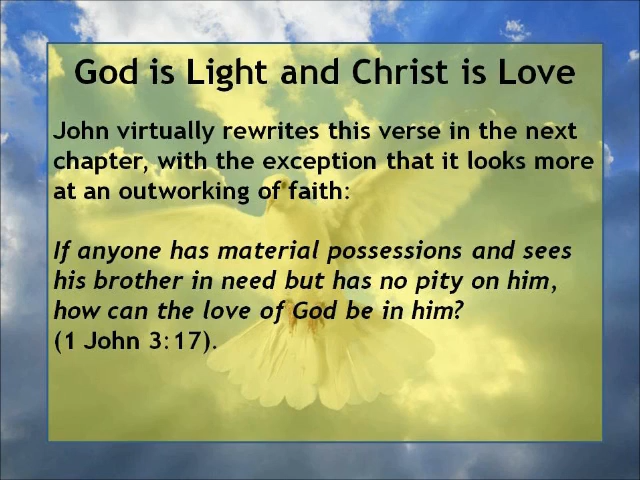 God is Light and Christ is Love
John virtually rewrites this verse in the next
chapter, with the exception that it looks more
at an outworking of faith:
If anyone has material possessions and sees
his brother in need but has no pity on him,
how can the love of God be in him?
(1 John 3:17).